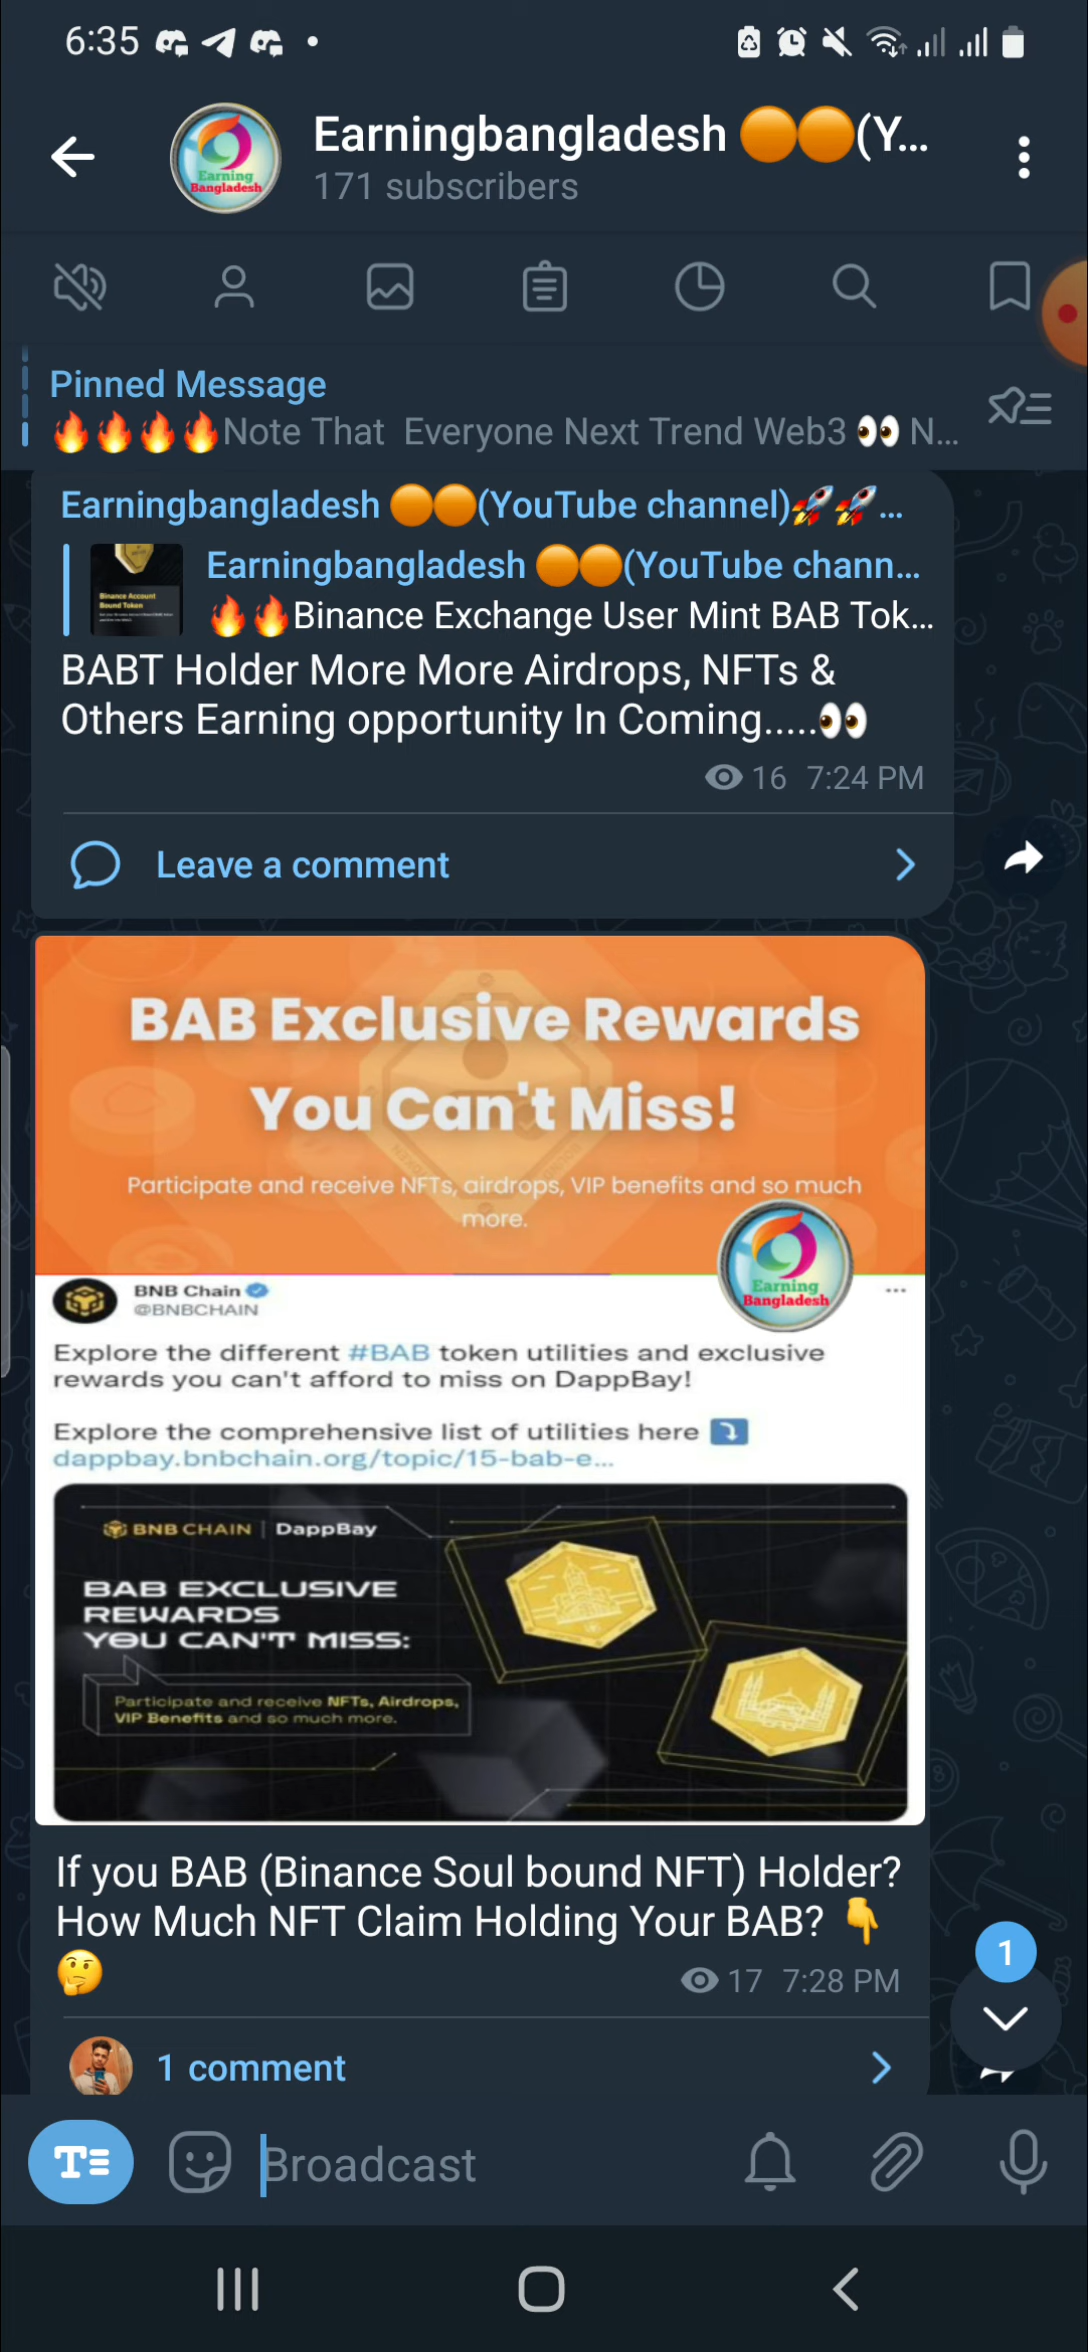 6:35
Earningbangladesh 🟠🟠(Y...
171 subscribers
Earning
Bangladesh
Pinned Message
🔥🔥🔥🔥Note That Everyone Next Trend Web3 👀 N...
Earningbangladesh 🟠🟠(YouTube channel)🚀🚀...
Earningbangladesh 🟠🟠(YouTube chann...
Binance Account
Bound Token
🔥🔥Binance Exchange User Mint BAB Tok...
BABT Holder More More Airdrops, NFTs &
Others Earning opportunity In Coming.....👀
16 7:24 PM
Leave a comment
BAB Exclusive Rewards
You Can't Miss!
Participate and receive NFTs, airdrops, VIP benefits and so much
more.
Earning
Bangladesh
BNB Chain
@BNBCHAIN
Explore the different #BAB token utilities and exclusive
rewards you can't afford to miss on DappBay!
Explore the comprehensive list of utilities here ⤵️
dappbay.bnbchain.org/topic/15-bab-e...
BNB CHAIN | DappBay
BAB EXCLUSIVE
REWARDS
YOU CAN'T MISS:
Participate and receive NFTs, Airdrops,
VIP Benefits and so much more.
If you BAB (Binance Soul bound NFT) Holder?
How Much NFT Claim Holding Your BAB? 👇
🤔
17 7:28 PM
1
1 comment
T
Broadcast